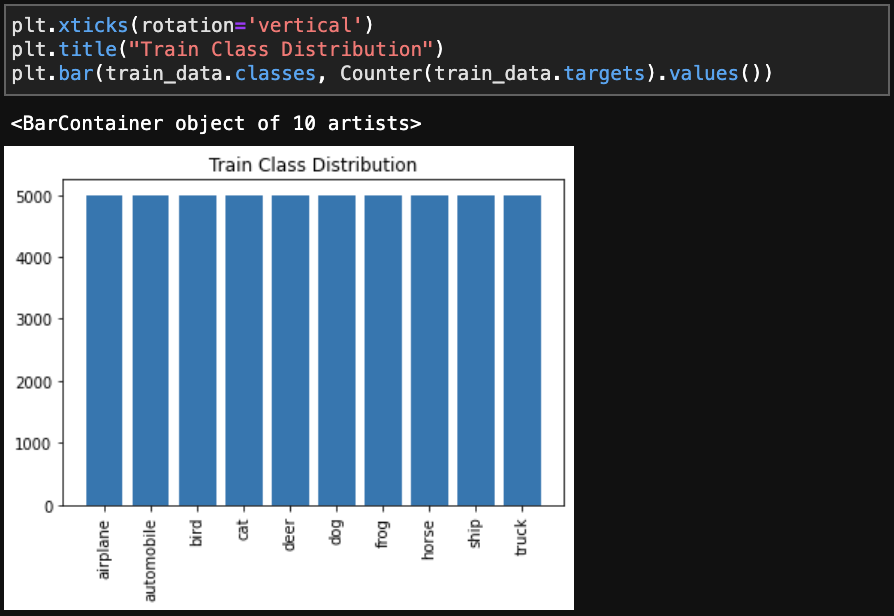 plt.xticks(rotation='vertical')
plt.title("Train Class Distribution")
plt.bar(train_data.classes, Counter(train_data.targets).values())
<BarContainer object of 10 artists>
Train Class Distribution
5000
4000
3000
2000
1000
0
airplane
automobile
bird
cat
deer
dog
frog
horse
ship
truck